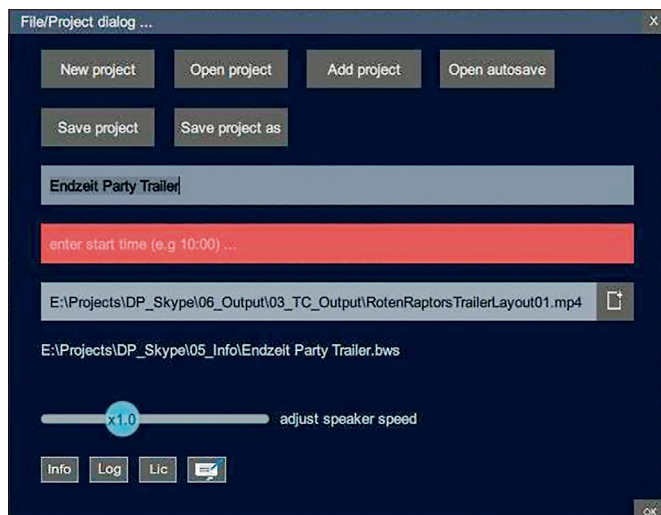 File/Project dialog ... X
New project Open project Add project Open autosave
Save project Save project as
Endzeit Party Trailer
enter start time (e.g 10:00) ...
E:\Projects\DP_Skype\06_Output\03_TC_Output\RotenRaptorsTrailerLayout01.mp4
E:\Projects\DP_Skype\05_Info\Endzeit Party Trailer.bws
x1.0 adjust speaker speed
Info Log Lic
OK